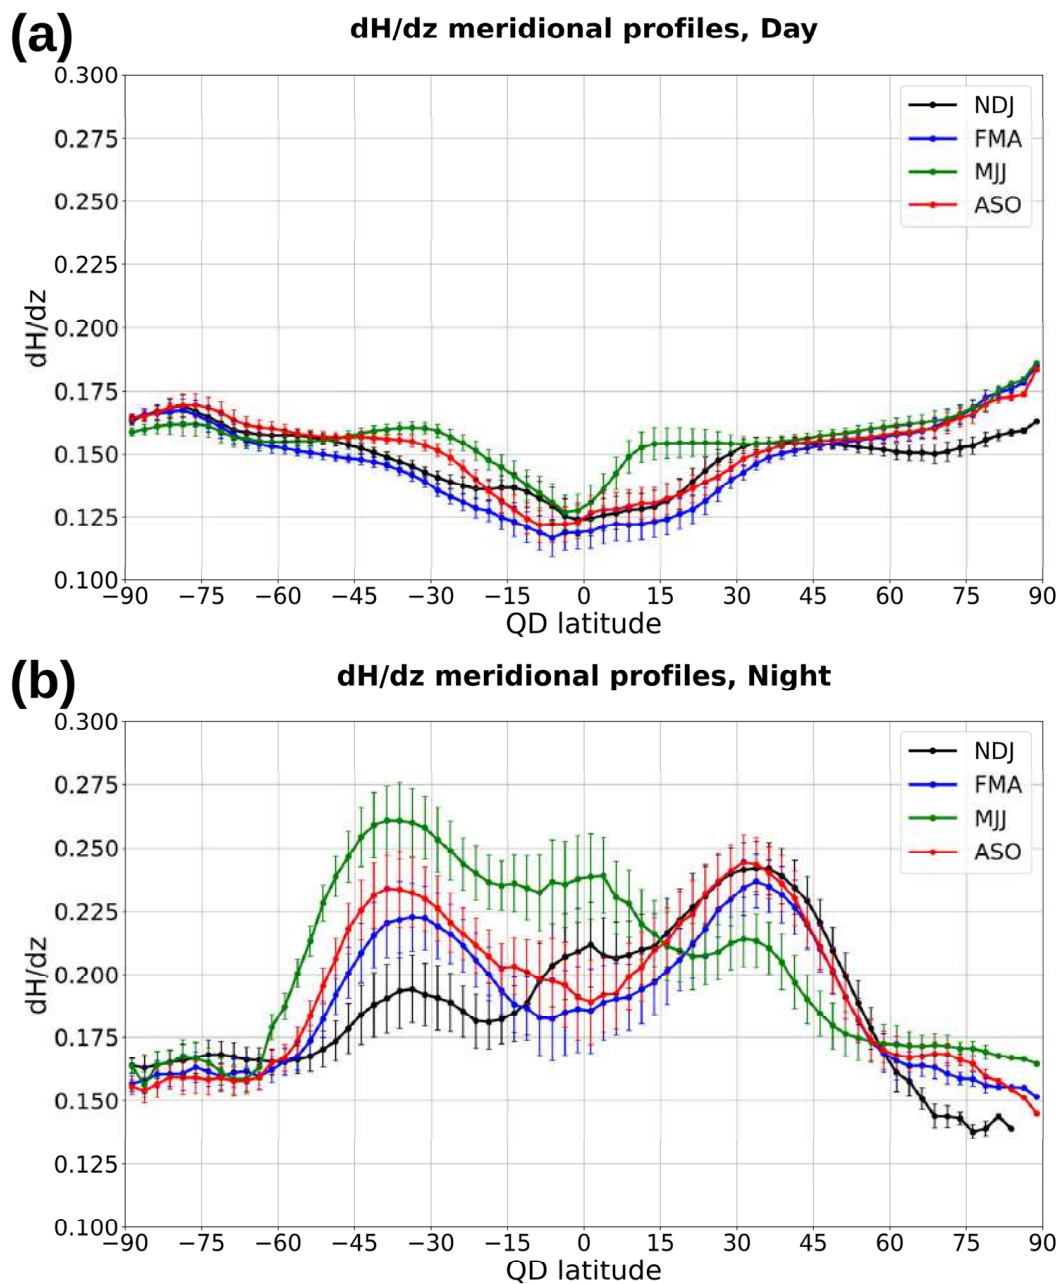 (a)
dH/dz meridional profiles, Day
0.300
0.275
0.250
0.225
0.200
0.175
0.150
0.125
0.100
dH/dz
NDJ
FMA
MJJ
ASO
−90 −75 −60 −45 −30 −15 0 15 30 45 60 75 90
QD latitude
(b)
dH/dz meridional profiles, Night
0.300
0.275
0.250
0.225
0.200
0.175
0.150
0.125
0.100
dH/dz
NDJ
FMA
MJJ
ASO
−90 −75 −60 −45 −30 −15 0 15 30 45 60 75 90
QD latitude